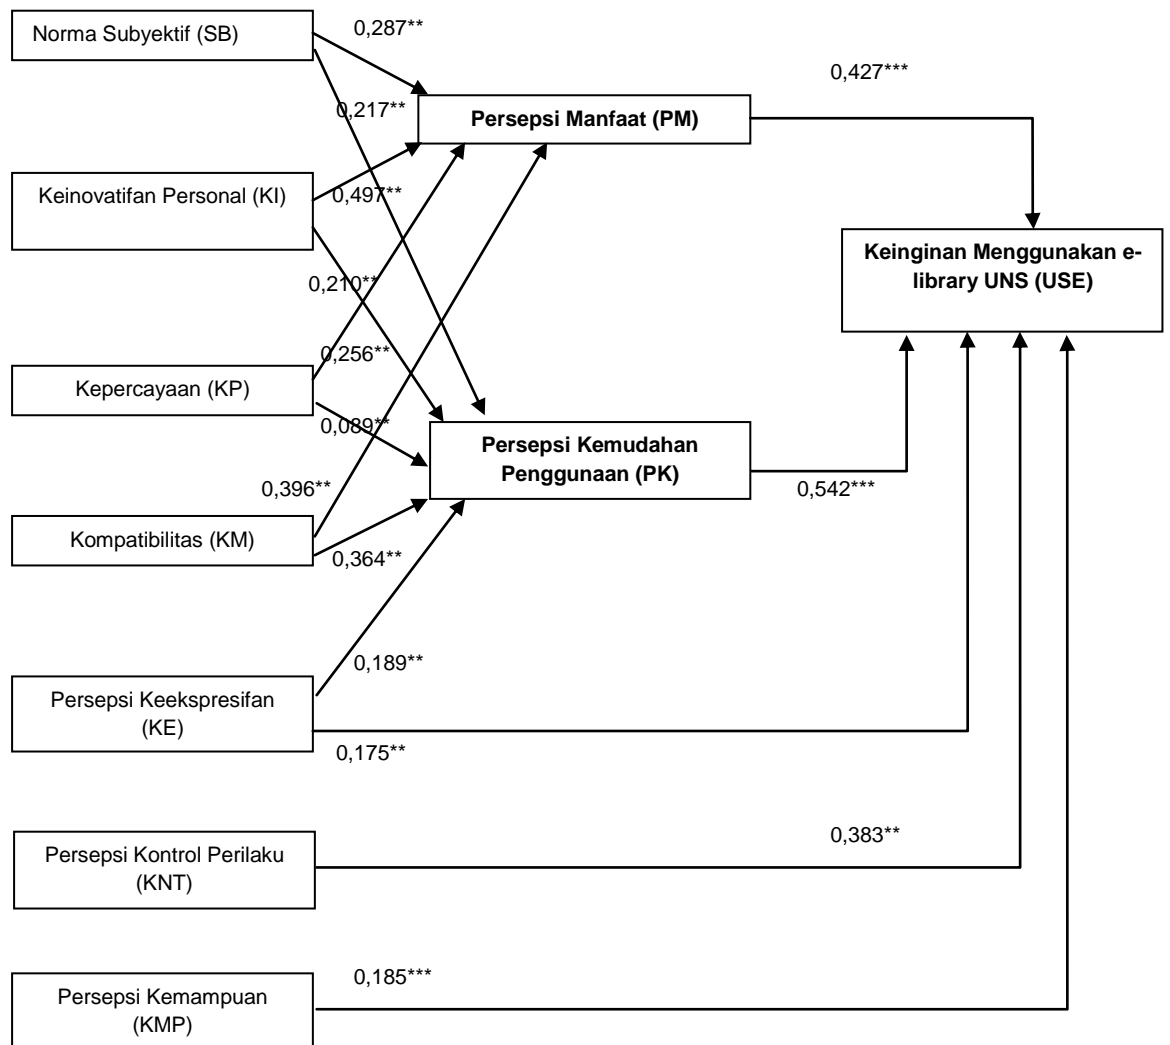 Norma Subyektif (SB)
0,287**
0,427***
0,217**
Persepsi Manfaat (PM)
Keinovatifan Personal (KI)
0,497**
Keinginan Menggunakan e-
library UNS (USE)
0,210**
0,256**
Kepercayaan (KP)
0,089**
Persepsi Kemudahan
Penggunaan (PK)
0,396**
0,542***
Kompatibilitas (KM)
0,364**
0,189**
Persepsi Keekspresifan
(KE)
0,175**
0,383**
Persepsi Kontrol Perilaku
(KNT)
0,185***
Persepsi Kemampuan
(KMP)